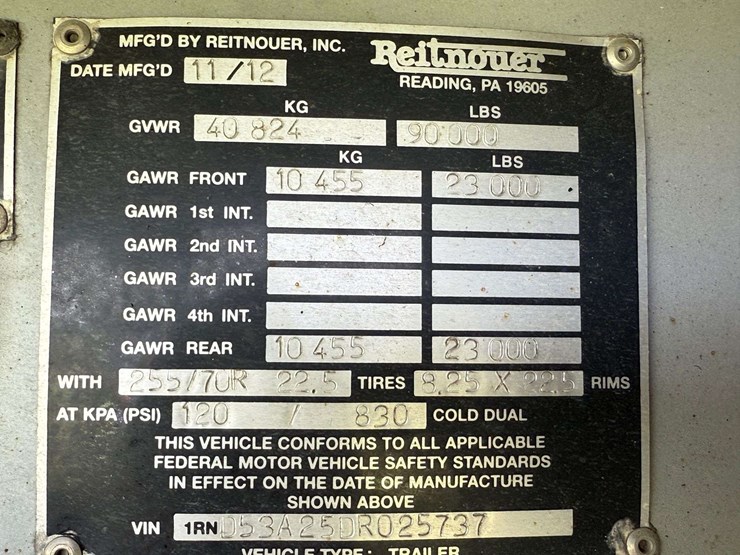 MFG'D BY REITNOUER, INC. Reitnouer
DATE MFG'D 11/12 READING, PA 19605
KG LBS
GVWR 40 824 90 000
KG LBS
GAWR FRONT 10 455 23 000
GAWR 1st INT.
GAWR 2nd INT.
GAWR 3rd INT.
GAWR 4th INT.
GAWR REAR 10 455 23 000
WITH 255/70R 22.5 TIRES 8.25 X 22.5 RIMS
AT KPA (PSI) 120 / 830 COLD DUAL
THIS VEHICLE CONFORMS TO ALL APPLICABLE
FEDERAL MOTOR VEHICLE SAFETY STANDARDS
IN EFFECT ON THE DATE OF MANUFACTURE
SHOWN ABOVE
VIN 1RND53A25DR025737
VEHICLE TYPE: TRAILER